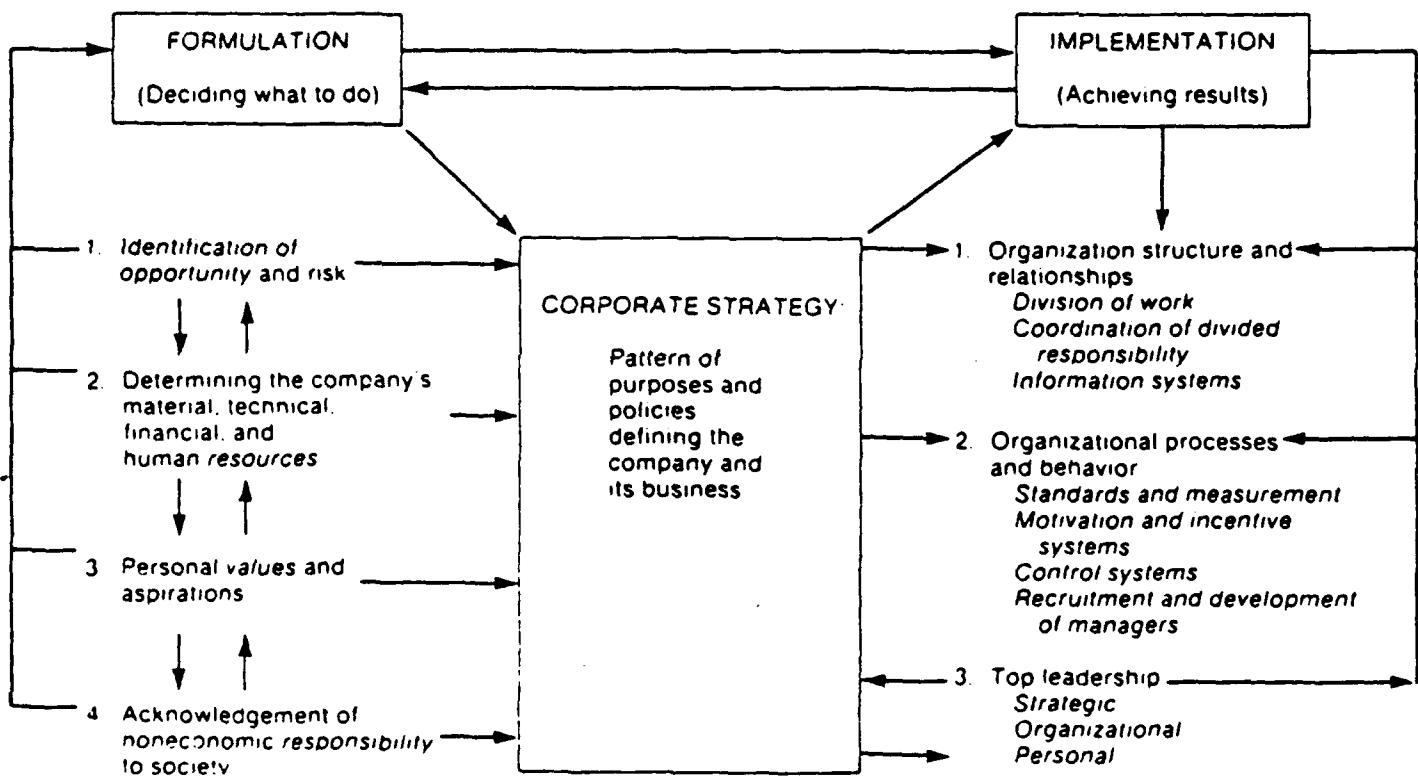 FORMULATION
(Deciding what to do)
IMPLEMENTATION
(Achieving results)
1. Identification of
opportunity and risk
2. Determining the company's
material, technical,
financial, and
human resources
3 Personal values and
aspirations
4 Acknowledgement of
noneconomic responsibility
to society
CORPORATE STRATEGY
Pattern of
purposes and
policies
defining the
company and
its business
1. Organization structure and
relationships
Division of work
Coordination of divided
responsibility
Information systems
2. Organizational processes
and behavior
Standards and measurement
Motivation and incentive
systems
Control systems
Recruitment and development
of managers
3. Top leadership
Strategic
Organizational
Personal